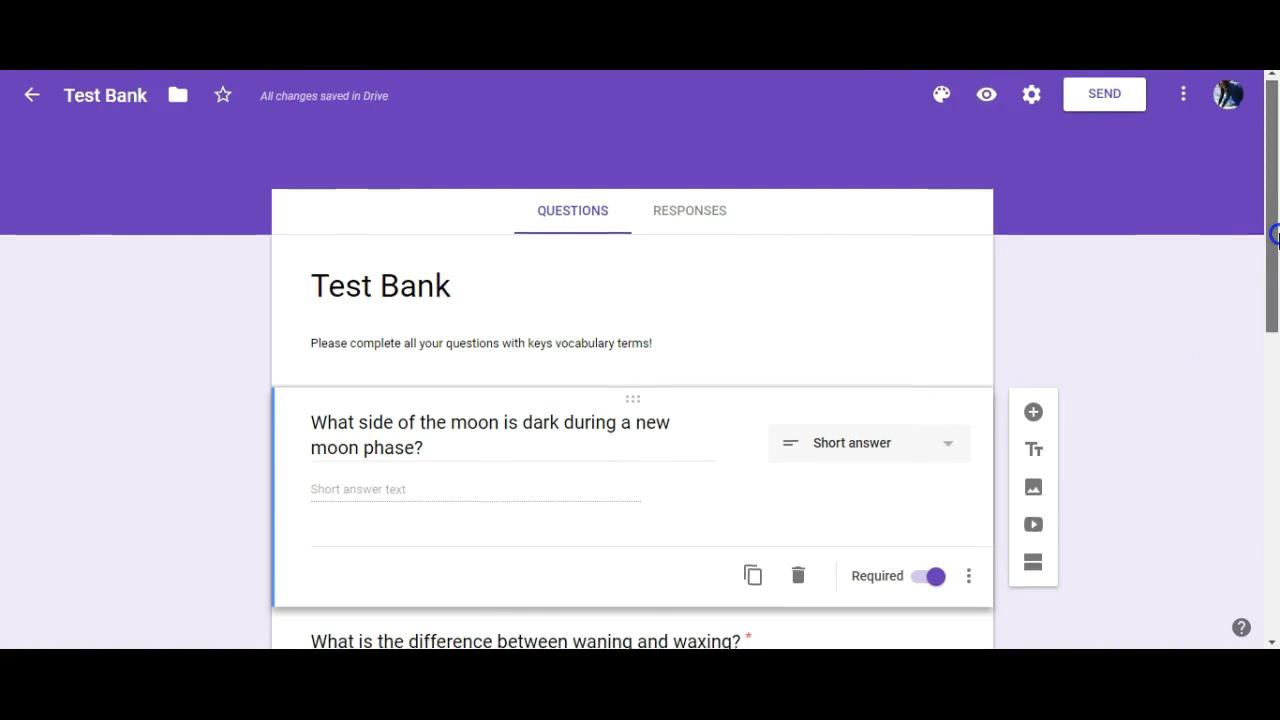 Test Bank
All changes saved in Drive
SEND
QUESTIONS
RESPONSES
Test Bank
Please complete all your questions with keys vocabulary terms!
What side of the moon is dark during a new
moon phase?
Short answer
Short answer text
Required
What is the difference between waning and waxing? *